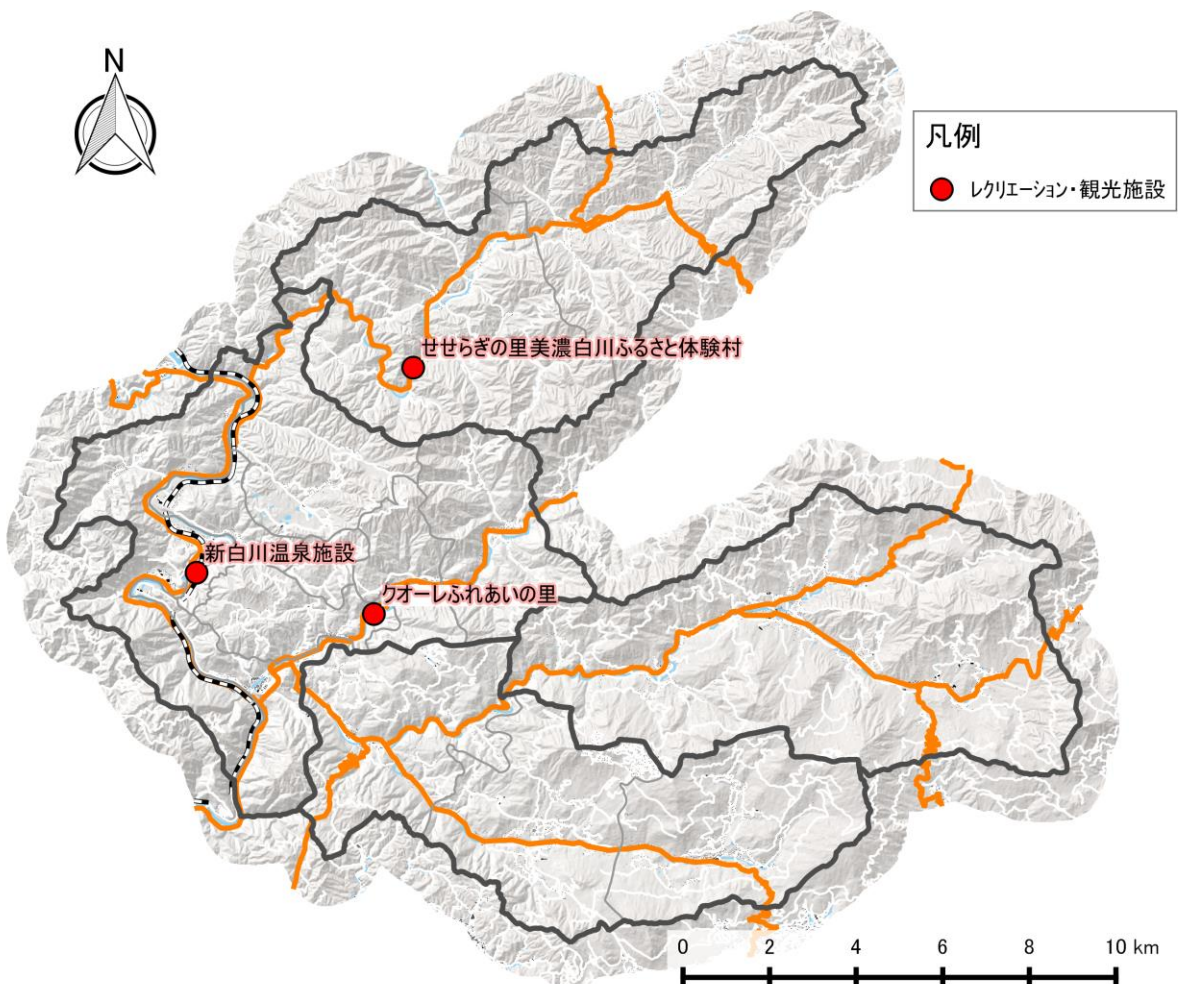 N
凡例
レクリエーション・観光施設
せせらぎの里美濃白川ふるさと体験村
新白川温泉施設
クオーレふれあいの里
0 2 4 6 8 10 km